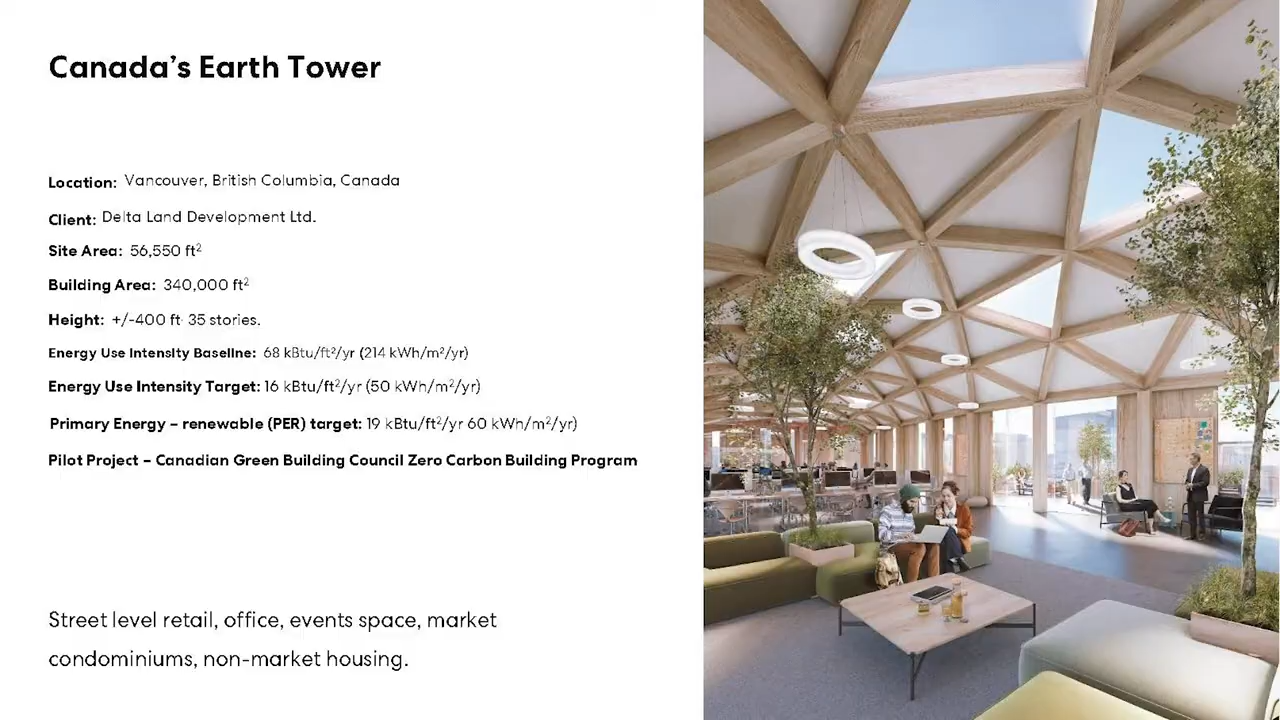 Canada's Earth Tower
Location: Vancouver, British Columbia, Canada
Client: Delta Land Development Ltd.
Site Area: 56,550 ft²
Building Area: 340,000 ft²
Height: +/-400 ft 35 stories.
Energy Use Intensity Baseline: 68 kBtu/ft²/yr (214 kWh/m²/yr)
Energy Use Intensity Target: 16 kBtu/ft²/yr (50 kWh/m²/yr)
Primary Energy – renewable (PER) target: 19 kBtu/ft²/yr 60 kWh/m²/yr)
Pilot Project – Canadian Green Building Council Zero Carbon Building Program
Street level retail, office, events space, market
condominiums, non-market housing.